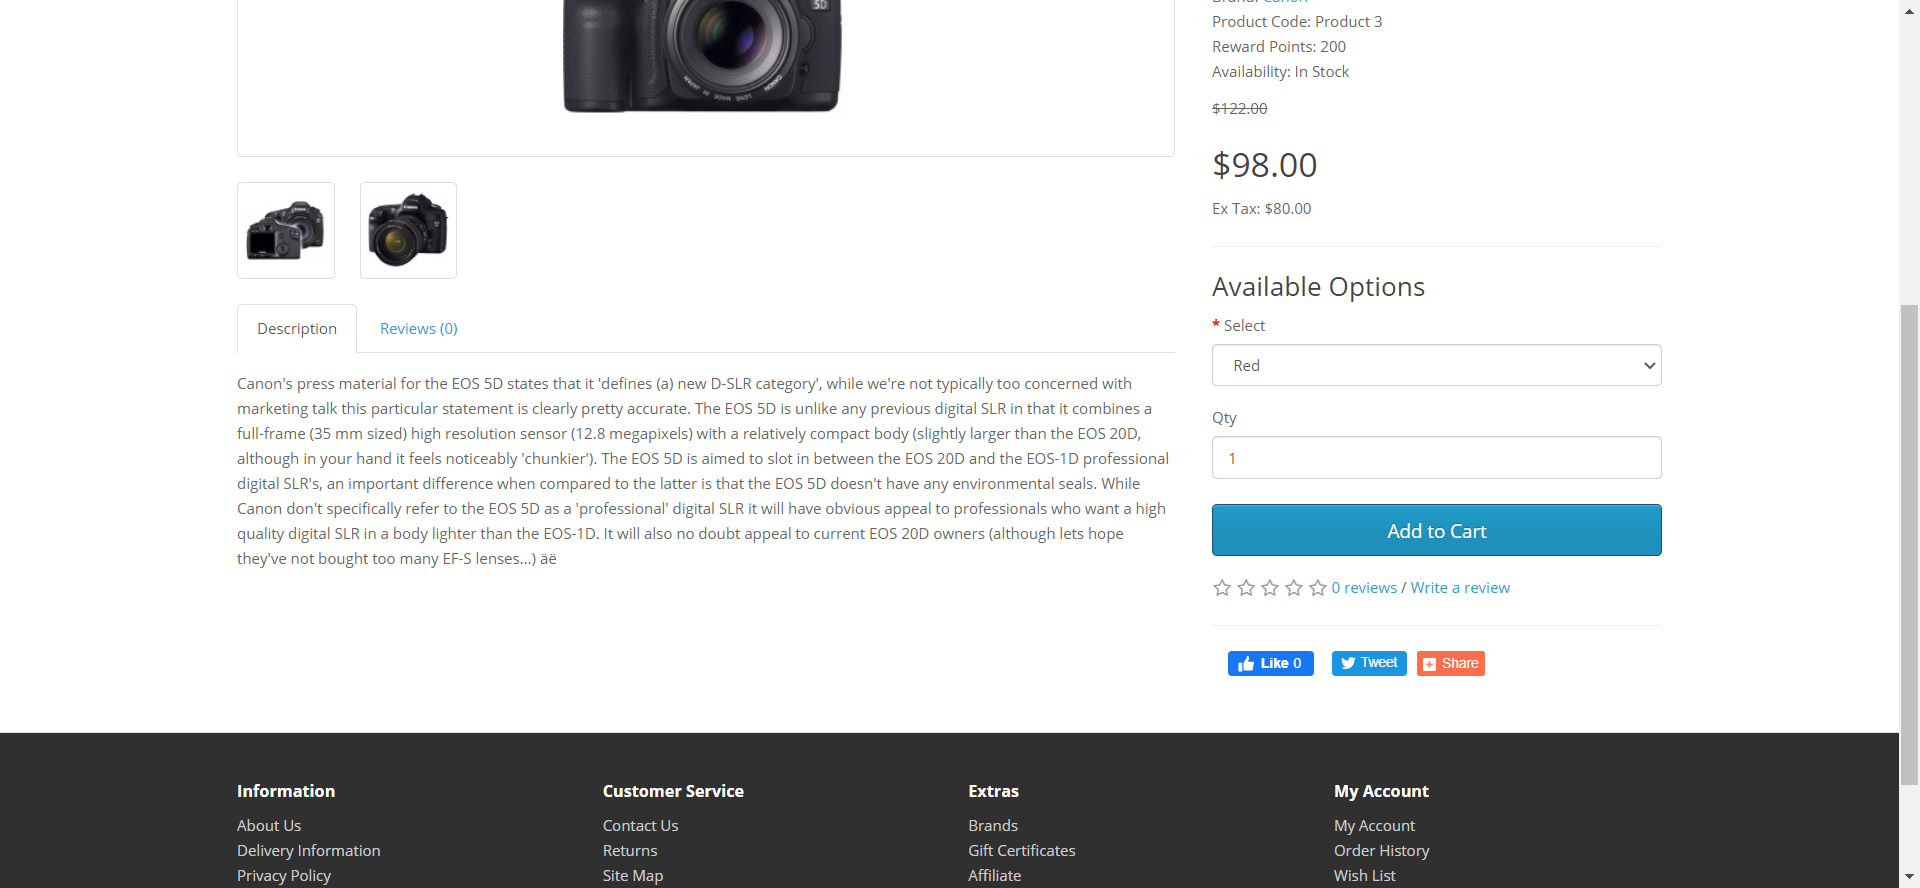 5D
CANON
LENS MADE IN JAPAN
Brand: Canon
Product Code: Product 3
Reward Points: 200
Availability: In Stock
$122.00
$98.00
Ex Tax: $80.00
Available Options
* Select
Red
Qty
1
Add to Cart
0 reviews / Write a review
Like 0
Tweet
Share
Description
Reviews (0)
Canon's press material for the EOS 5D states that it 'defines (a) new D-SLR category', while we're not typically too concerned with
marketing talk this particular statement is clearly pretty accurate. The EOS 5D is unlike any previous digital SLR in that it combines a
full-frame (35 mm sized) high resolution sensor (12.8 megapixels) with a relatively compact body (slightly larger than the EOS 20D,
although in your hand it feels noticeably 'chunkier'). The EOS 5D is aimed to slot in between the EOS 20D and the EOS-1D professional
digital SLR's, an important difference when compared to the latter is that the EOS 5D doesn't have any environmental seals. While
Canon don't specifically refer to the EOS 5D as a 'professional' digital SLR it will have obvious appeal to professionals who want a high
quality digital SLR in a body lighter than the EOS-1D. It will also no doubt appeal to current EOS 20D owners (although lets hope
they've not bought too many EF-S lenses...) äë
Information
About Us
Delivery Information
Privacy Policy
Customer Service
Contact Us
Returns
Site Map
Extras
Brands
Gift Certificates
Affiliate
My Account
My Account
Order History
Wish List